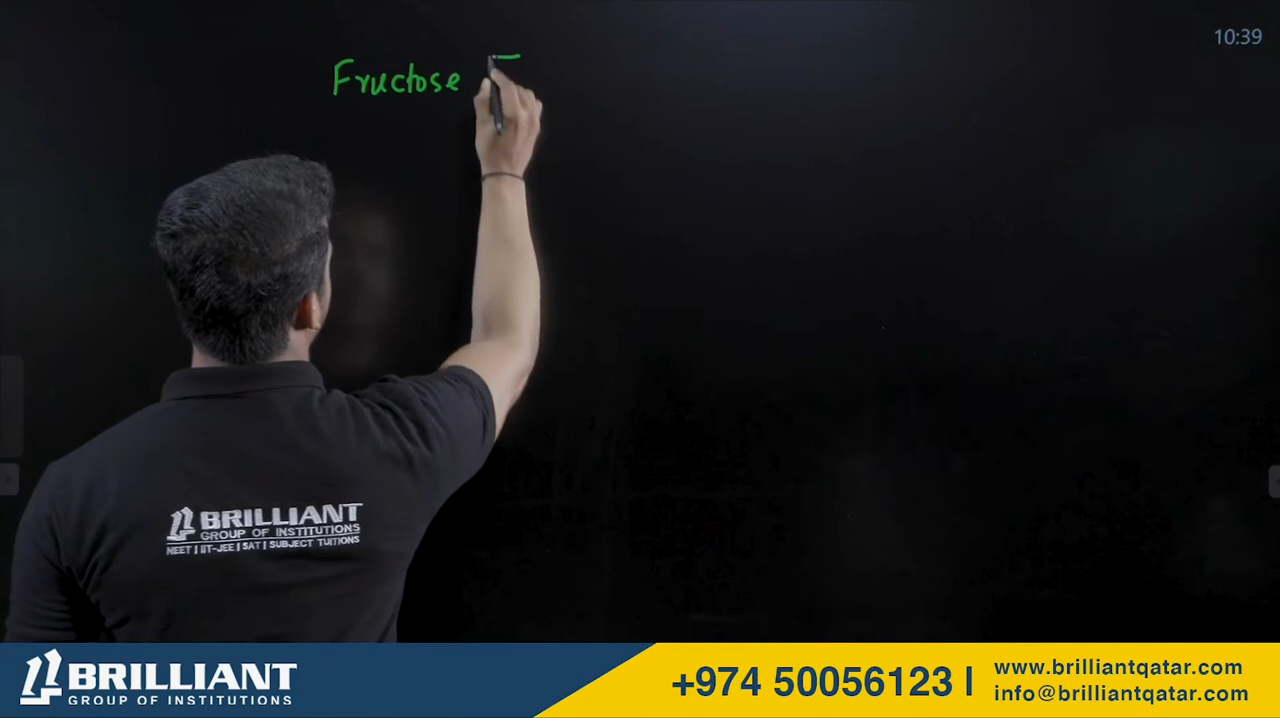 10:39
Fructose
BRILLIANT
GROUP OF INSTITUTIONS
NEET | IIT-JEE | SAT | SUBJECT TUITIONS
BRILLIANT
GROUP OF INSTITUTIONS
+974 50056123 |
www.brilliantqatar.com
info@brilliantqatar.com